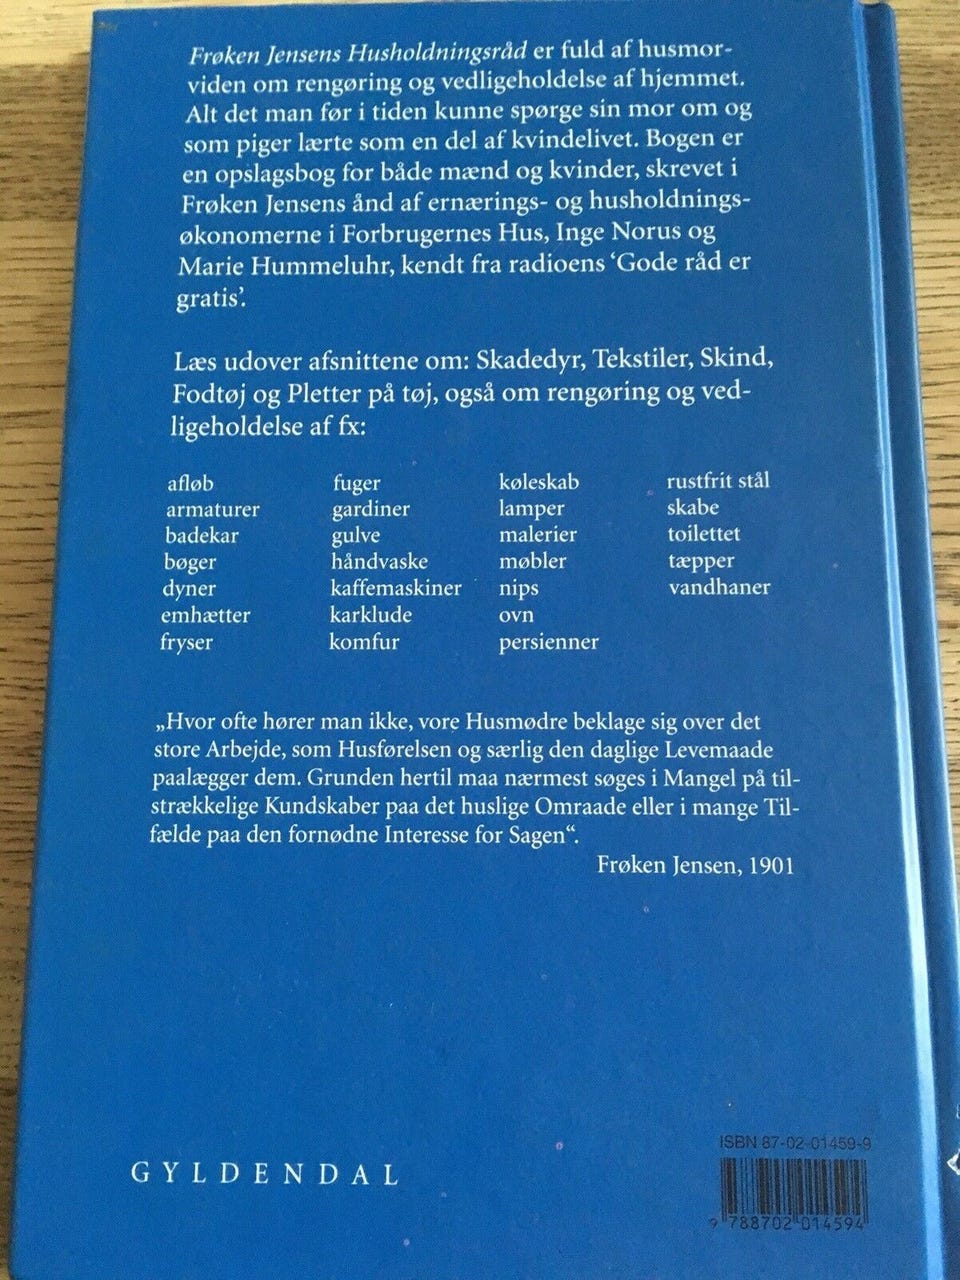 Frøken Jensens Husholdningsråd er fuld af husmor-
viden om rengøring og vedligeholdelse af hjemmet.
Alt det man før i tiden kunne spørge sin mor om og
som piger lærte som en del af kvindelivet. Bogen er
en opslagsbog for både mænd og kvinder, skrevet i
Frøken Jensens ånd af ernærings- og husholdnings-
økonomerne i Forbrugernes Hus, Inge Norus og
Marie Hummeluhr, kendt fra radioens ‘Gode råd er
gratis’.
Læs udover afsnittene om: Skadedyr, Tekstiler, Skind,
Fodtøj og Pletter på tøj, også om rengøring og ved-
ligeholdelse af fx:
afløb fuger køleskab rustfrit stål
armaturer gardiner lamper skabe
badekar gulve malerier toilettet
bøger håndvaske møbler tæpper
dyner kaffemaskiner nips vandhaner
emhætter karklude ovn
fryser komfur persienner
„Hvor ofte hører man ikke, vore Husmødre beklage sig over det
store Arbejde, som Husførelsen og særlig den daglige Levemaade
paalægger dem. Grunden hertil maa nærmest søges i Mangel på til-
strækkelige Kundskaber paa det huslige Omraade eller i mange Til-
fælde paa den fornødne Interesse for Sagen“.
Frøken Jensen, 1901
ISBN 87-02-01459-9
GYLDENDAL
9 788702 014594